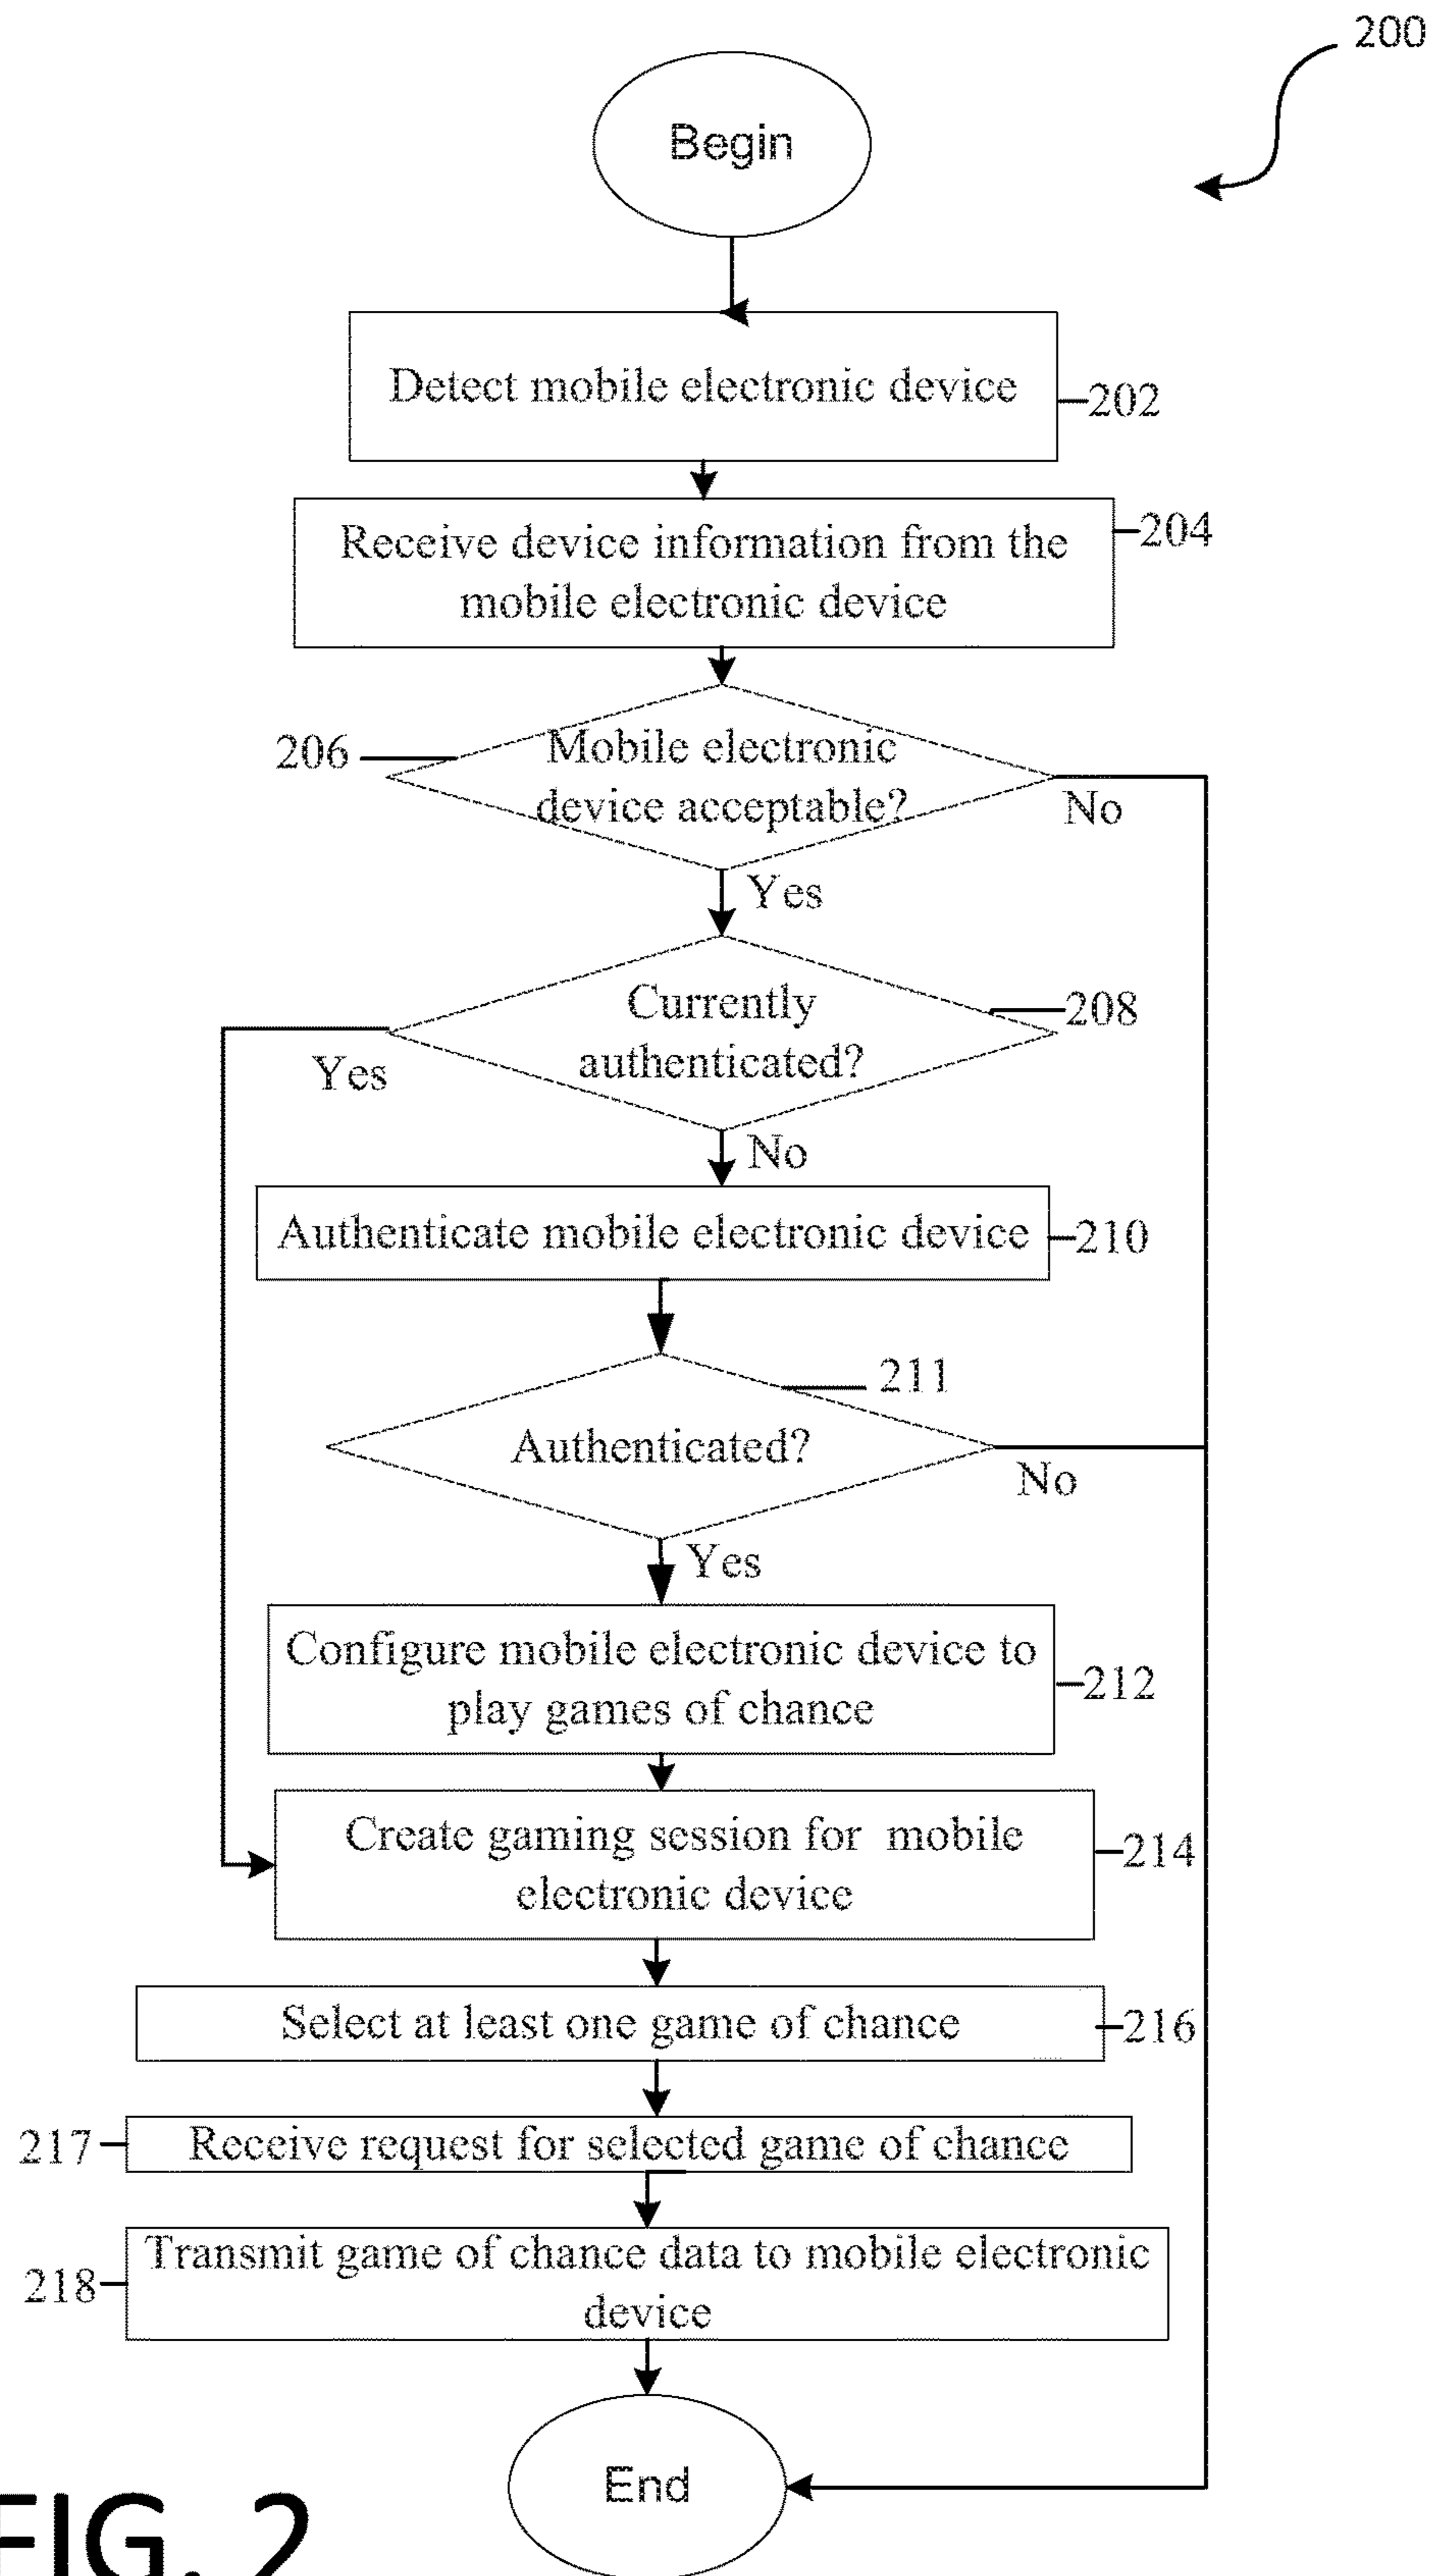 200
Begin
Detect mobile electronic device
202
Receive device information from the
mobile electronic device
204
206
Mobile electronic
device acceptable?
No
Yes
Currently
authenticated?
208
Yes
No
Authenticate mobile electronic device
210
211
Authenticated?
No
Yes
Configure mobile electronic device to
play games of chance
212
Create gaming session for mobile
electronic device
214
Select at least one game of chance
216
217
Receive request for selected game of chance
Transmit game of chance data to mobile electronic
device
218
End
FIG. 2